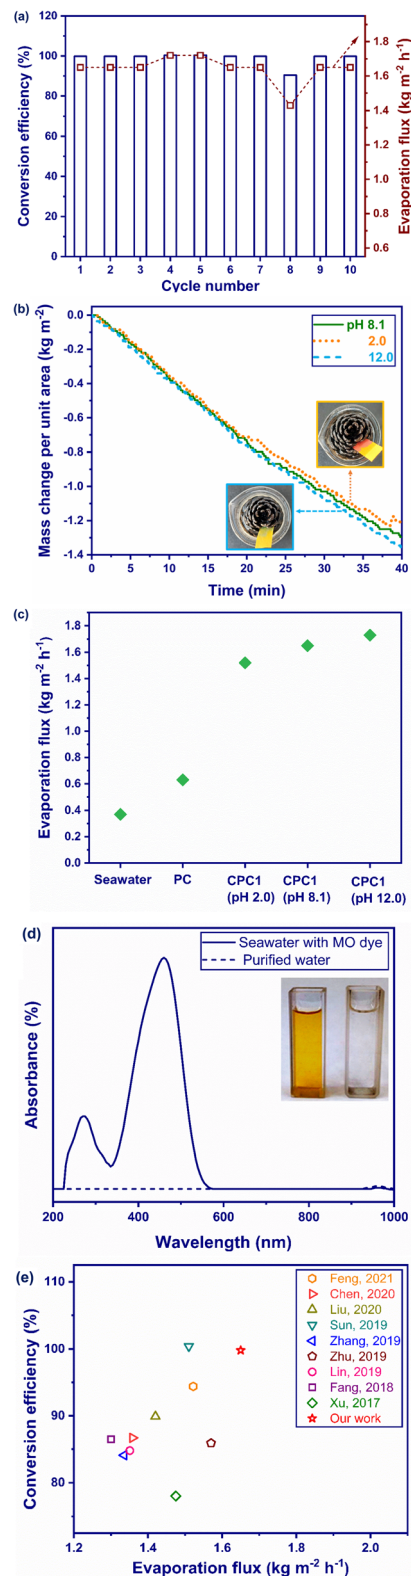 (a)
120
100
80
60
40
20
0
Conversion efficiency (%)
1.8
1.6
1.4
1.2
1.0
0.8
0.6
Evaporation flux (kg m-2 h-1)
1 2 3 4 5 6 7 8 9 10
Cycle number
(b)
0.0
-0.2
-0.4
-0.6
-0.8
-1.0
-1.2
-1.4
Mass change per unit area (kg m-2)
pH 8.1
2.0
12.0
0 5 10 15 20 25 30 35 40
Time (min)
(c)
1.8
1.6
1.4
1.2
1.0
0.8
0.6
0.4
0.2
0.0
Evaporation flux (kg m-2 h-1)
Seawater PC CPC1 CPC1 CPC1
(pH 2.0) (pH 8.1) (pH 12.0)
(d)
Seawater with MO dye
Purified water
Absorbance (%)
200 400 600 800 1000
Wavelength (nm)
(e)
110
100
90
80
Conversion efficiency (%)
Feng, 2021
Chen, 2020
Liu, 2020
Sun, 2019
Zhang, 2019
Zhu, 2019
Lin, 2019
Fang, 2018
Xu, 2017
Our work
1.2 1.4 1.6 1.8 2.0
Evaporation flux (kg m-2 h-1)